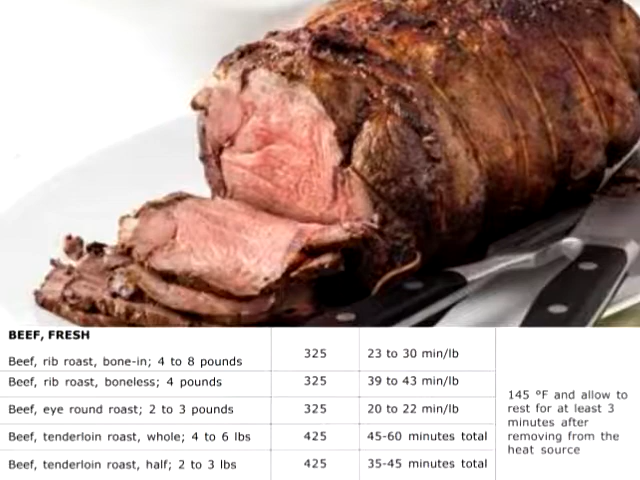 BEEF, FRESH
Beef, rib roast, bone-in; 4 to 8 pounds 325 23 to 30 min/lb
Beef, rib roast, boneless; 4 pounds 325 39 to 43 min/lb
Beef, eye round roast; 2 to 3 pounds 325 20 to 22 min/lb
Beef, tenderloin roast, whole; 4 to 6 lbs 425 45-60 minutes total
Beef, tenderloin roast, half; 2 to 3 lbs 425 35-45 minutes total
145 °F and allow to
rest for at least 3
minutes after
removing from the
heat source